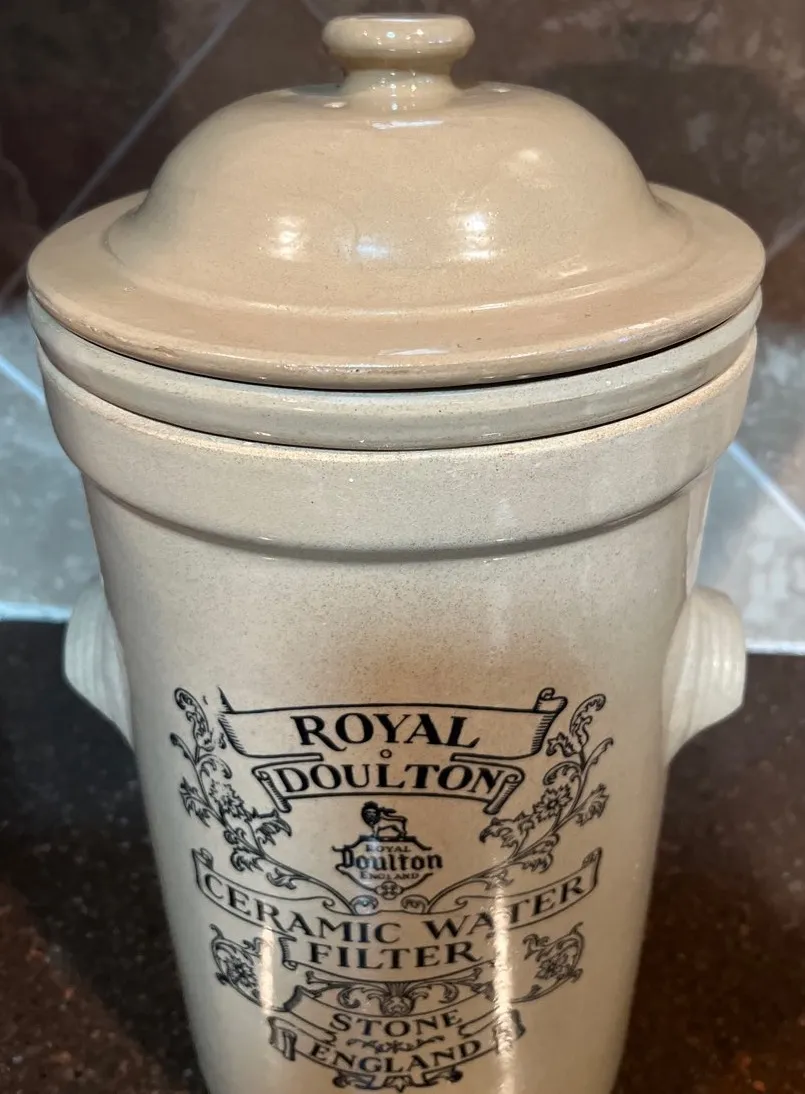 ROYAL
DOULTON
ROYAL
Doulton
ENGLAND
CERAMIC WATER
FILTER
STONE
ENGLAND